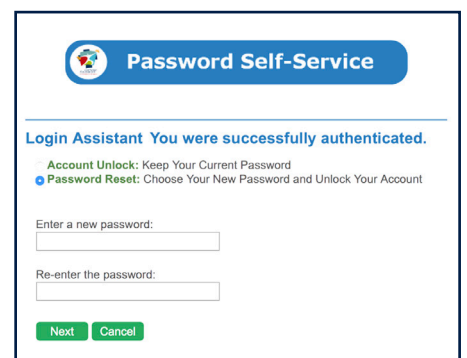 Password Self-Service
Login Assistant You were successfully authenticated.
Account Unlock: Keep Your Current Password
Password Reset: Choose Your New Password and Unlock Your Account
Enter a new password:
Re-enter the password:
Next Cancel